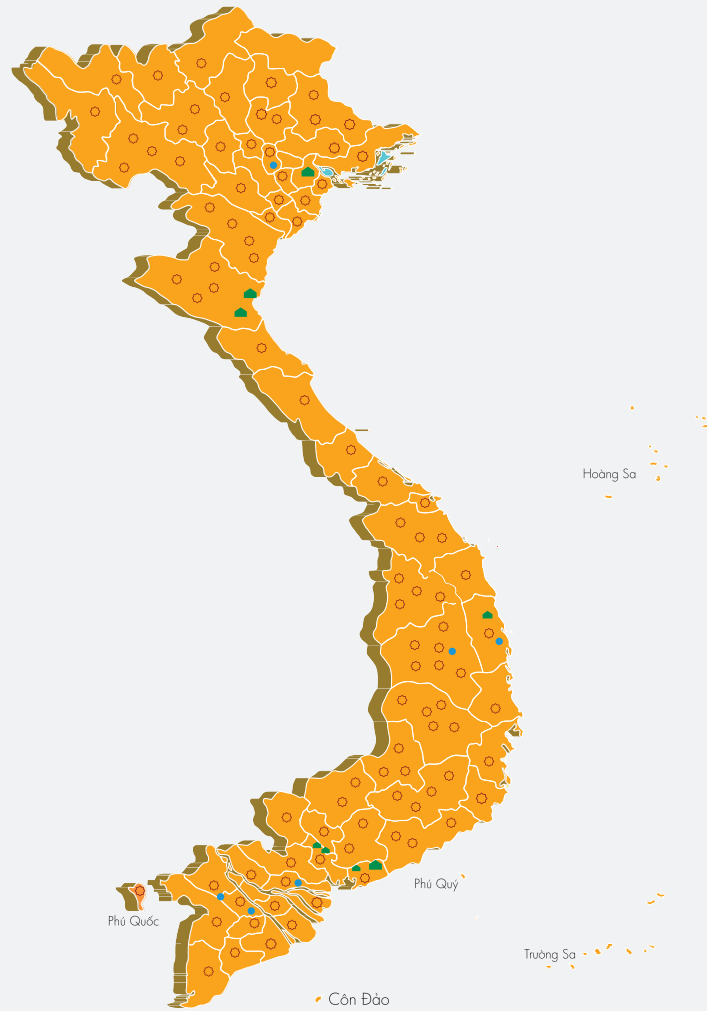 Hoàng Sa
Phú Quý
Phú Quốc
Trường Sa
Côn Đảo